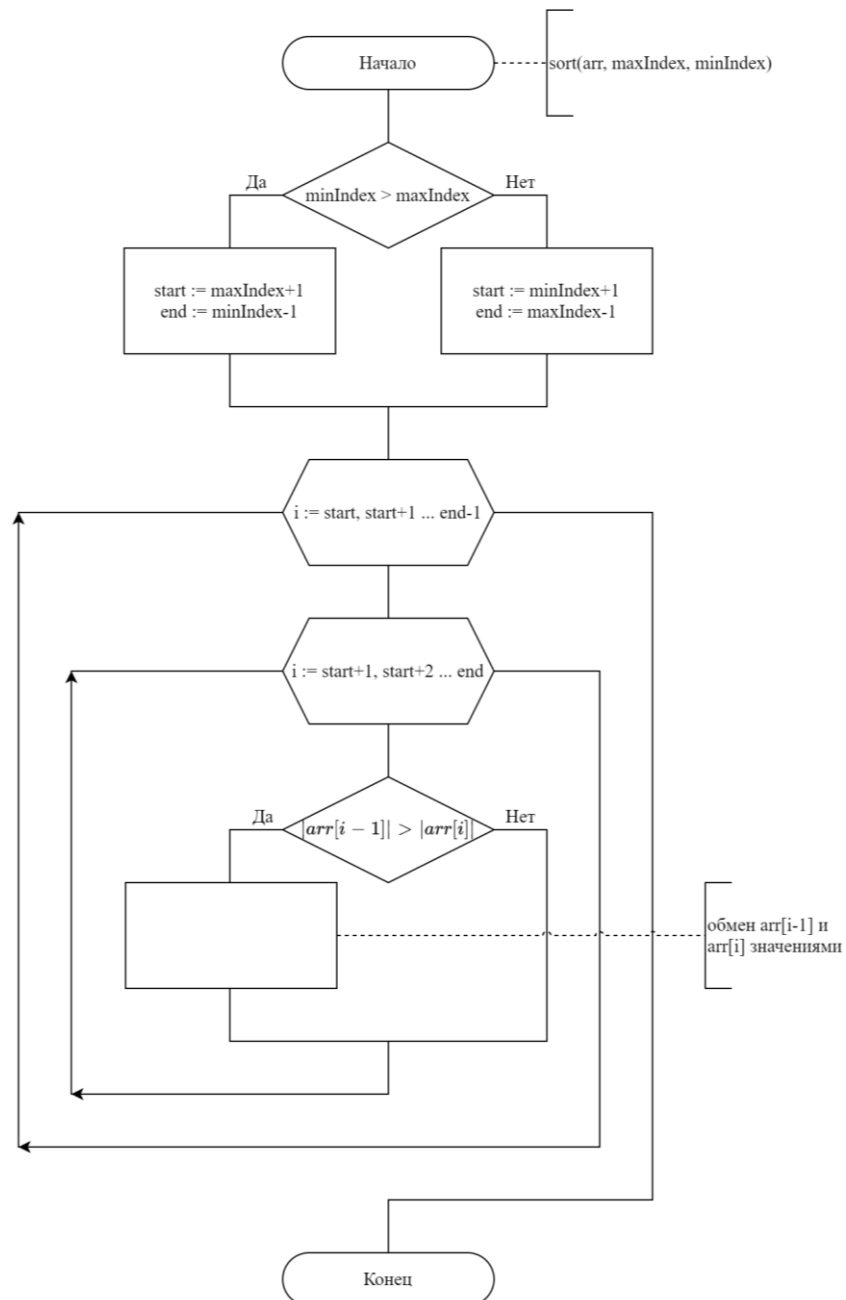 Начало
sort(arr, maxIndex, minIndex)
minIndex > maxIndex
Да
Нет
start := maxIndex+1
end := minIndex-1
start := minIndex+1
end := maxIndex-1
i := start, start+1 ... end-1
i := start+1, start+2 ... end
|arr[i − 1]| > |arr[i]|
Да
Нет
обмен arr[i-1] и
arr[i] значениями
Конец